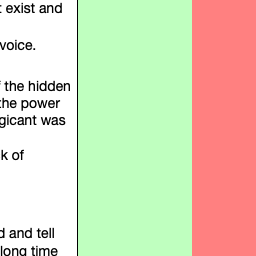 exist and
voice.
the hidden
the power
gicant was
k of
d and tell
long time